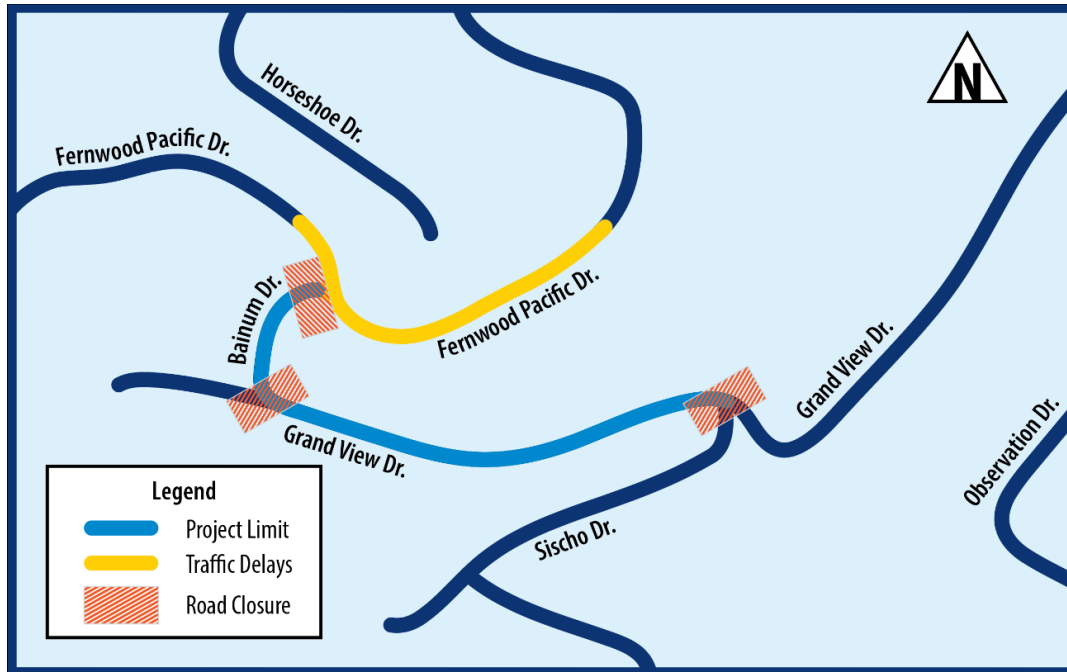 N
Horseshoe Dr.
Fernwood Pacific Dr.
Bainum Dr.
Fernwood Pacific Dr.
Grand View Dr.
Grand View Dr.
Observation Dr.
Sischo Dr.
Legend
Project Limit
Traffic Delays
Road Closure